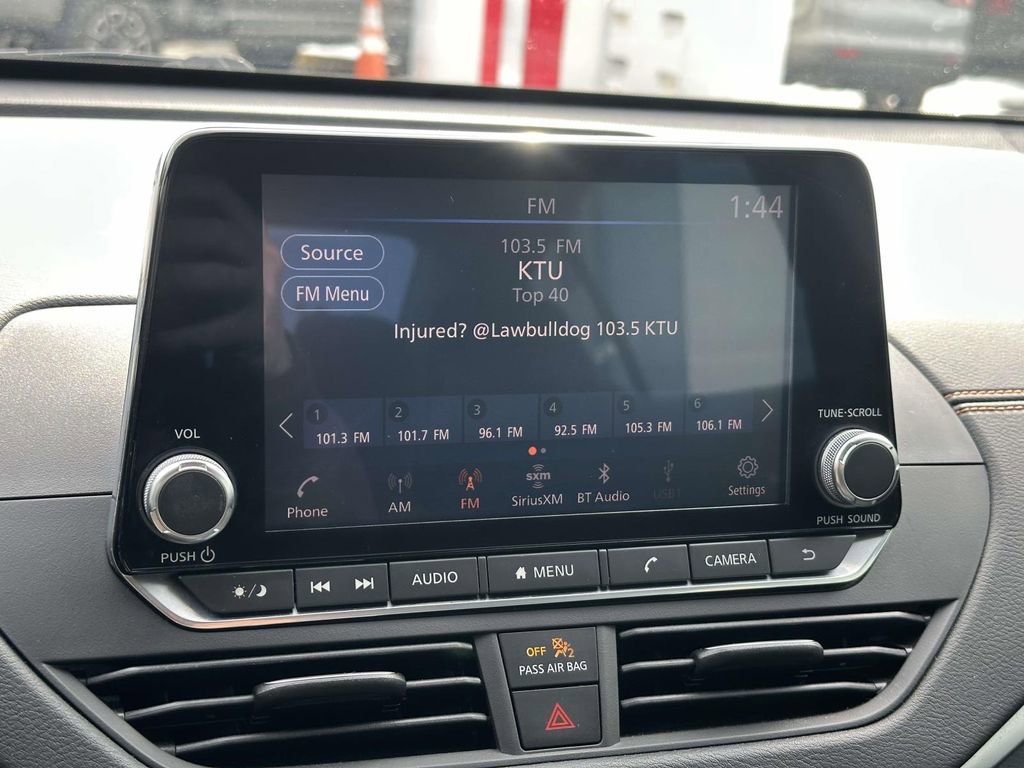 FM
1:44
Source
103.5 FM
KTU
FM Menu
Top 40
Injured? @Lawbulldog 103.5 KTU
1 2 3 4 5 6
101.3 FM 101.7 FM 96.1 FM 92.5 FM 105.3 FM 106.1 FM
TUNE·SCROLL
VOL
sxm
Phone AM FM SiriusXM BT Audio USB1 Settings
PUSH SOUND
PUSH
AUDIO MENU CAMERA
OFF 2
PASS AIR BAG